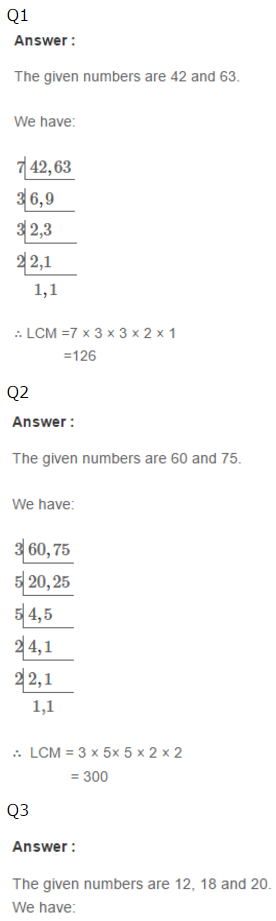 Q1
Answer :
The given numbers are 42 and 63.
We have:
7 42,63
3 6,9
3 2,3
2 2,1
1,1
∴ LCM =7 × 3 × 3 × 2 × 1
=126
Q2
Answer :
The given numbers are 60 and 75.
We have:
3 60,75
5 20,25
5 4,5
2 4,1
2 2,1
1,1
∴ LCM = 3 × 5× 5 × 2 × 2
= 300
Q3
Answer :
The given numbers are 12, 18 and 20.
We have: